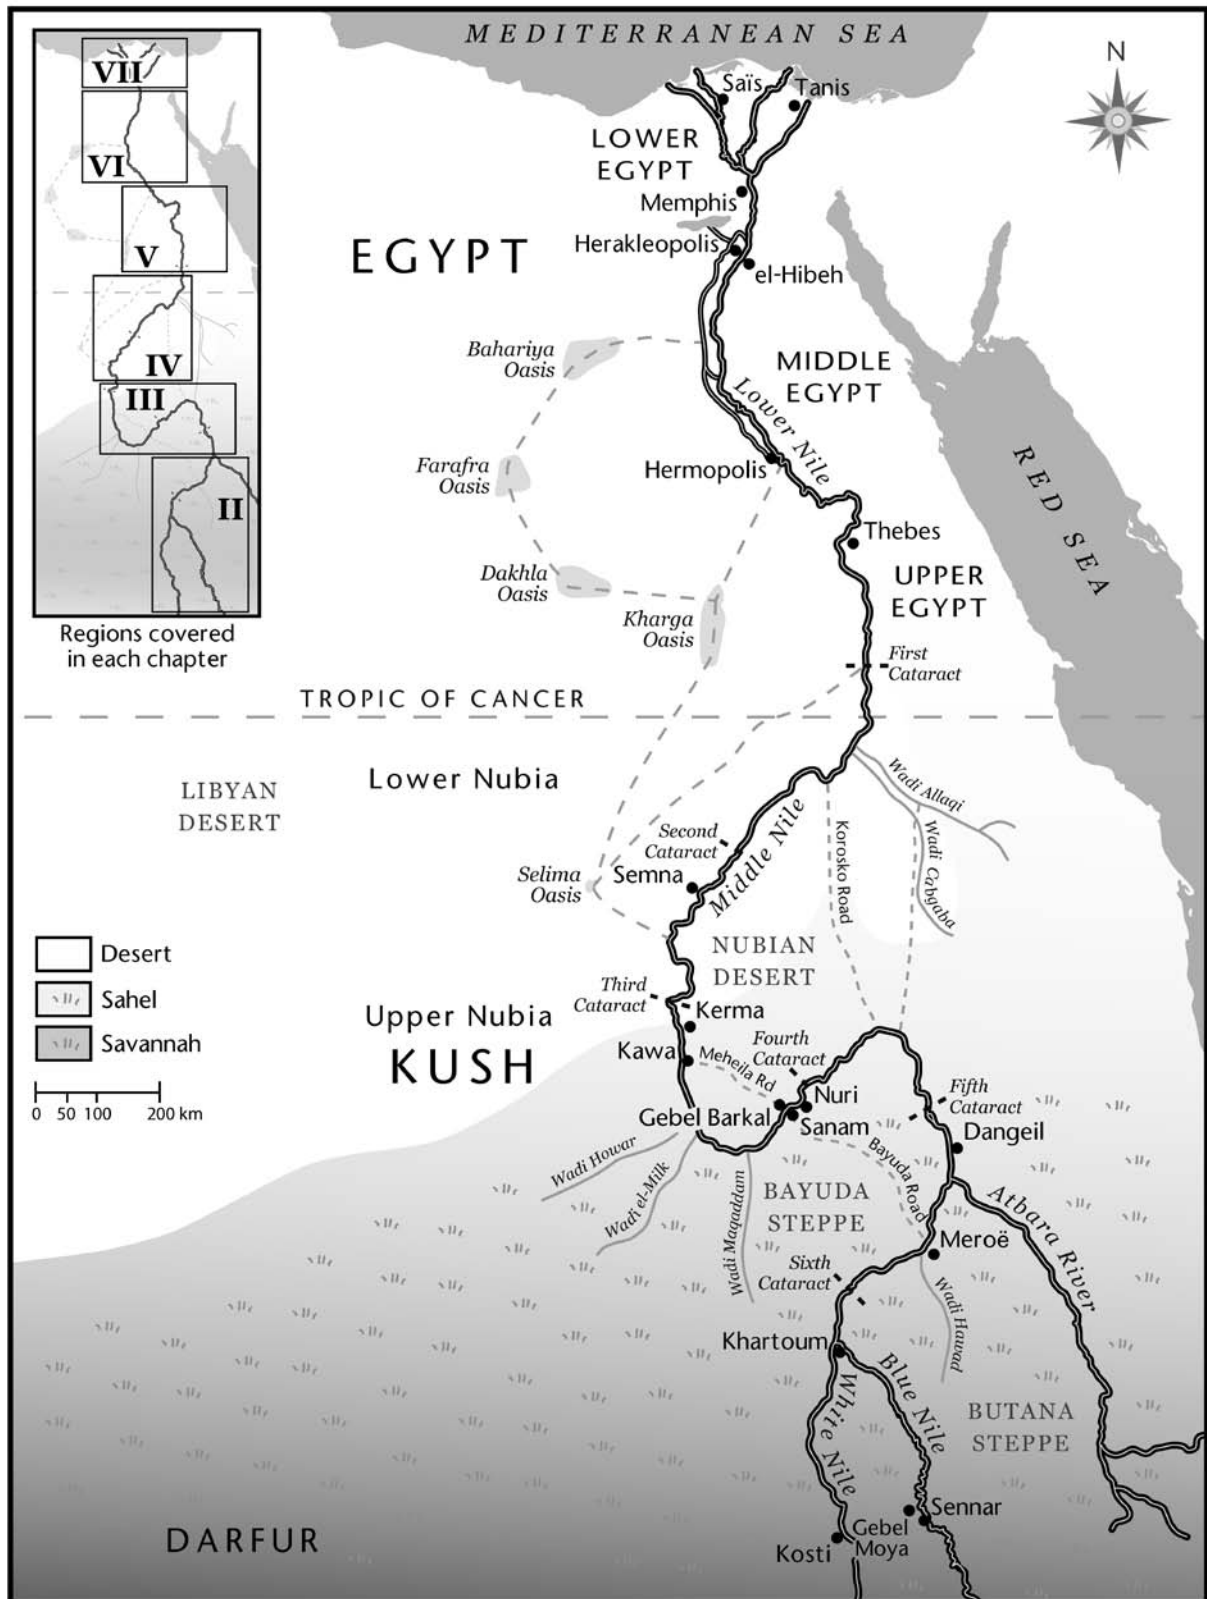 MEDITERRANEAN SEA
N
VII
VI
V
IV
III
II
Regions covered
in each chapter
Saïs
Tanis
LOWER
EGYPT
Memphis
Herakleopolis
el-Hibeh
EGYPT
Bahariya
Oasis
MIDDLE
EGYPT
Lower Nile
Farafra
Oasis
Hermopolis
RED SEA
Thebes
Dakhla
Oasis
UPPER
EGYPT
Kharga
Oasis
First
Cataract
TROPIC OF CANCER
Lower Nubia
LIBYAN
DESERT
Wadi Allaqi
Wadi Cabgaba
Korosko Road
Second
Cataract
Middle Nile
Selima
Oasis
Semna
NUBIAN
DESERT
Desert
Sahel
Savannah
0 50 100 200 km
Third
Cataract
Kerma
Upper Nubia
KUSH
Kawa
Meheila Rd
Fourth
Cataract
Nuri
Gebel Barkal
Sanam
Fifth
Cataract
Dangeil
Wadi Howar
Wadi el-Milk
Wadi Maqaddam
Bayuda Road
BAYUDA
STEPPE
Atbara River
Meroë
Sixth
Cataract
Wadi Hawad
Khartoum
Blue Nile
White Nile
BUTANA
STEPPE
Sennar
Gebel
Moya
Kosti
DARFUR